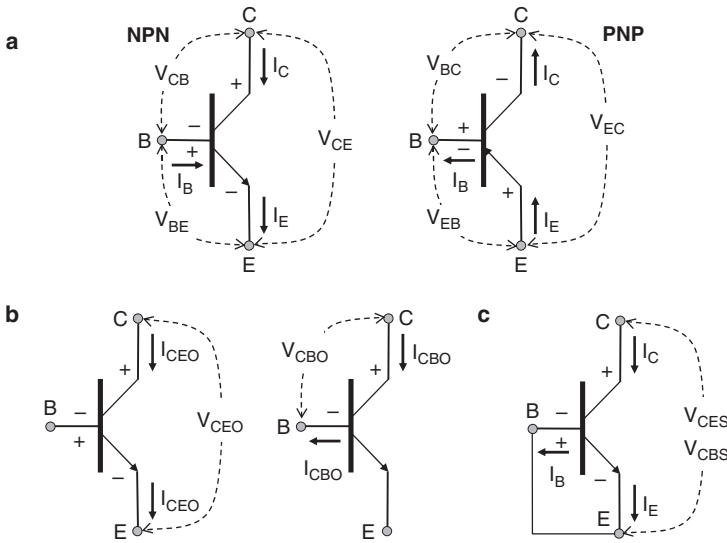 a
NPN
C
V_CB
+
I_C
B
−
+
I_B
V_CE
−
V_BE
I_E
E
PNP
C
V_BC
−
I_C
B
+
−
I_B
V_EC
+
V_EB
I_E
E
b
C
I_CEO
+
B
−
+
V_CEO
−
I_CEO
E
C
V_CBO
I_CBO
+
B
−
I_CBO
E
c
C
I_C
+
B
−
+
I_B
V_CES
V_CBS
−
I_E
E